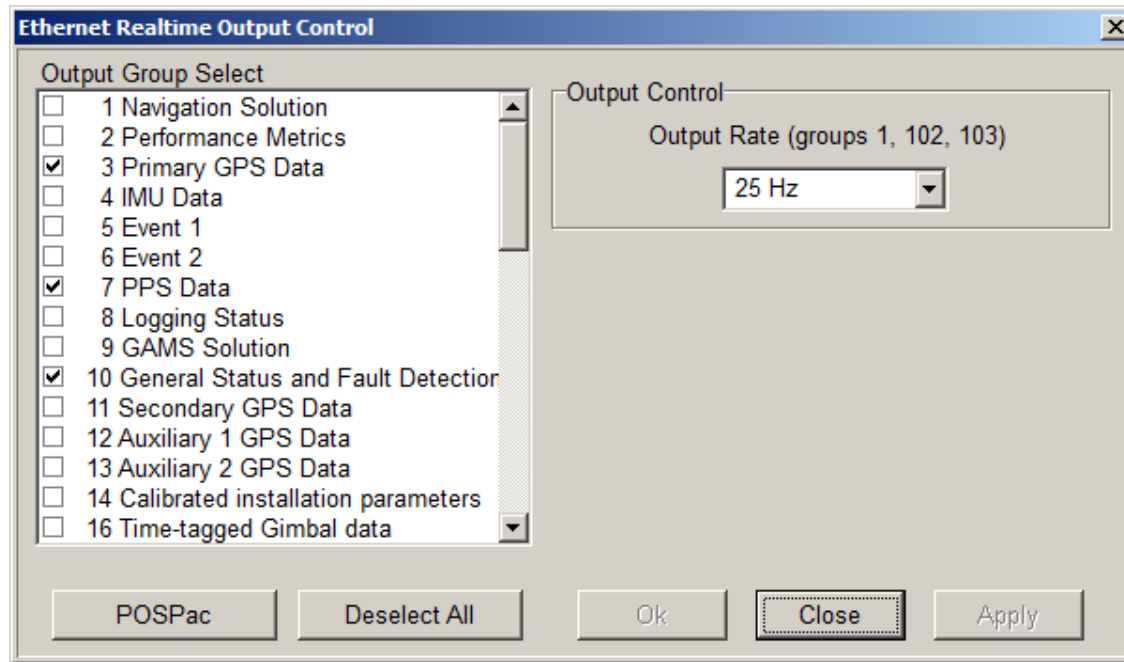 Ethernet Realtime Output Control
Output Group Select
1 Navigation Solution
2 Performance Metrics
3 Primary GPS Data
4 IMU Data
5 Event 1
6 Event 2
7 PPS Data
8 Logging Status
9 GAMS Solution
10 General Status and Fault Detection
11 Secondary GPS Data
12 Auxiliary 1 GPS Data
13 Auxiliary 2 GPS Data
14 Calibrated installation parameters
16 Time-tagged Gimbal data
Output Control
Output Rate (groups 1, 102, 103)
25 Hz
POSPac
Deselect All
Ok
Close
Apply